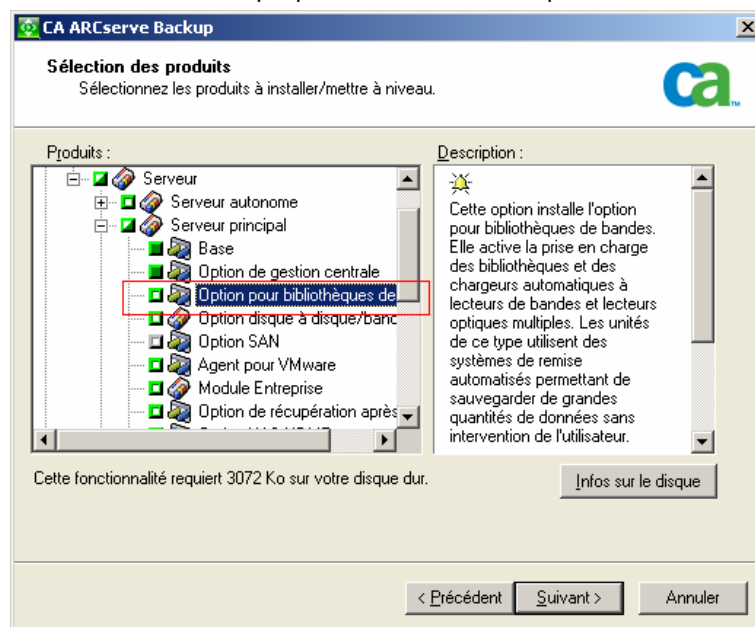 CA ARCserve Backup
Sélection des produits
Sélectionnez les produits à installer/mettre à niveau.
ca
Produits :
Serveur
Serveur autonome
Serveur principal
Base
Option de gestion centrale
Option pour bibliothèques de
Option disque à disque/banc
Option SAN
Agent pour VMware
Module Entreprise
Option de récupération après
Description :
Cette option installe l'option
pour bibliothèques de bandes.
Elle active la prise en charge
des bibliothèques et des
chargeurs automatiques à
lecteurs de bandes et lecteurs
optiques multiples. Les unités
de ce type utilisent des
systèmes de remise
automatisés permettant de
sauvegarder de grandes
quantités de données sans
intervention de l'utilisateur.
Cette fonctionnalité requiert 3072 Ko sur votre disque dur.
Infos sur le disque
< Précédent
Suivant >
Annuler